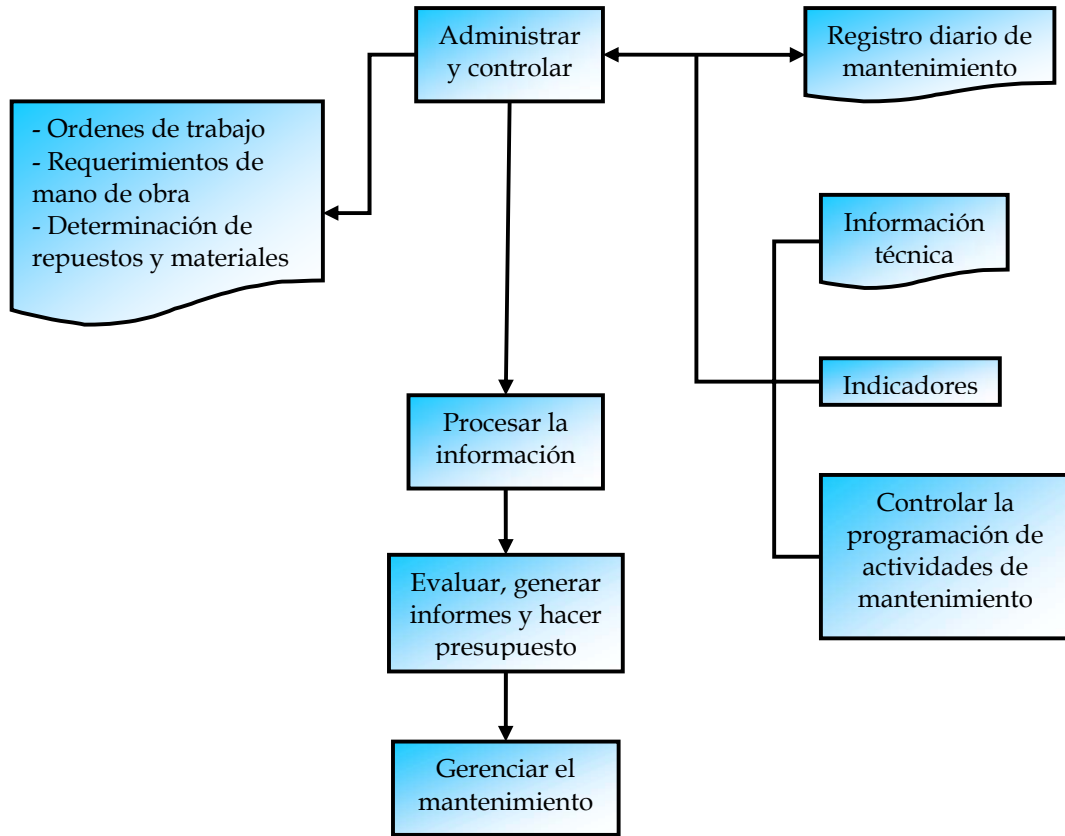 Administrar
y controlar
Registro diario de
mantenimiento
- Ordenes de trabajo
- Requerimientos de
mano de obra
- Determinación de
repuestos y materiales
Información
técnica
Indicadores
Procesar la
información
Controlar la
programación de
actividades de
mantenimiento
Evaluar, generar
informes y hacer
presupuesto
Gerenciar el
mantenimiento